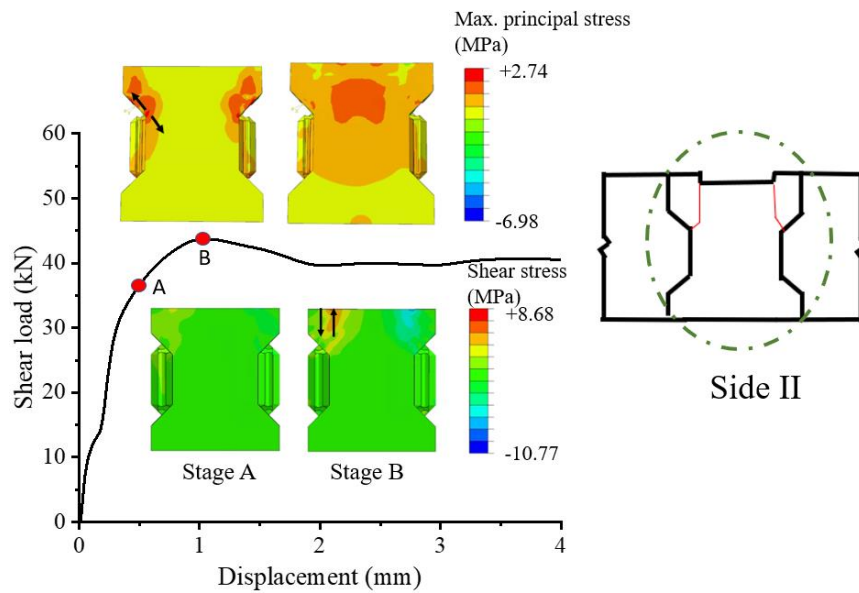 Max. principal stress
(MPa)
+2.74
-6.98
60
50
40
30
20
10
0
Shear load (kN)
A
B
Shear stress
(MPa)
+8.68
-10.77
Stage A
Stage B
0
1
2
3
4
Displacement (mm)
Side II